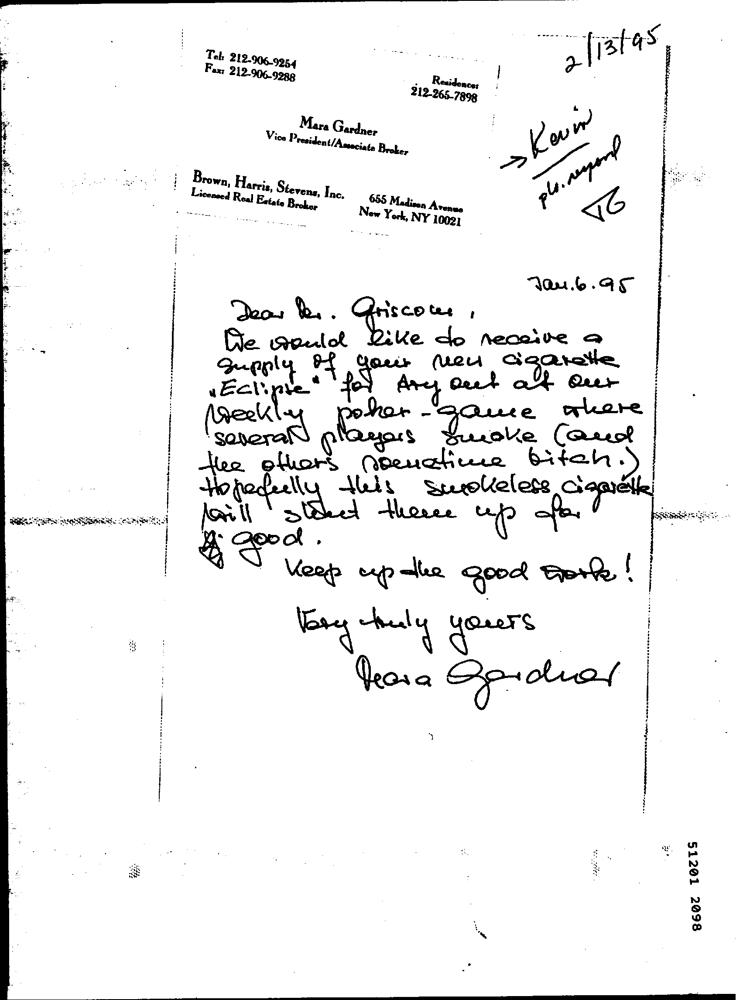 2/13/95
Tel: 212-906-9264
Fax: 212-906-9288
Residence:
212-265-7898
→ Kevin
pls. respond
TG
Mara Gardner
Vice President/Associate Broker
Brown, Harris, Stevens, Inc.
Licensed Real Estate Broker
655 Madison Avenue
New York, NY 10021
Jan. 6. 95
Dear Mr. Griscom,
We would like to receive a
supply of your new cigarette
"Eclipse" for try out at our
weekly poker-game where
several players smoke (and
the others sometime bitch.)
Hopefully this smokeless cigarette
will shut them up for
good.
Keep up the good work!
Very truly yours
Mara Gardner
51201 2098